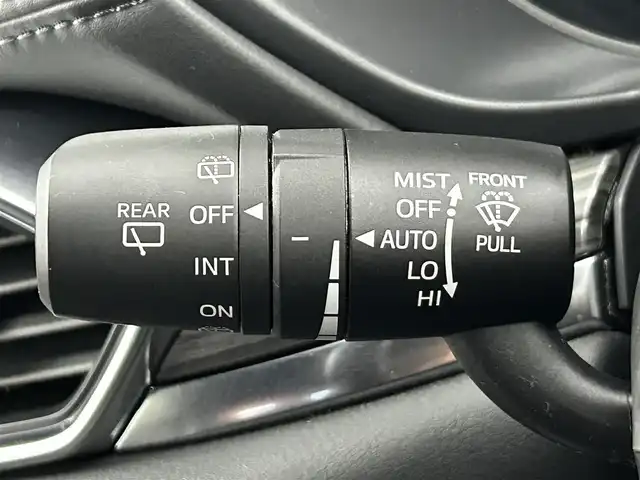 REAR
OFF
INT
ON
MIST
OFF
AUTO
LO
HI
FRONT
PULL